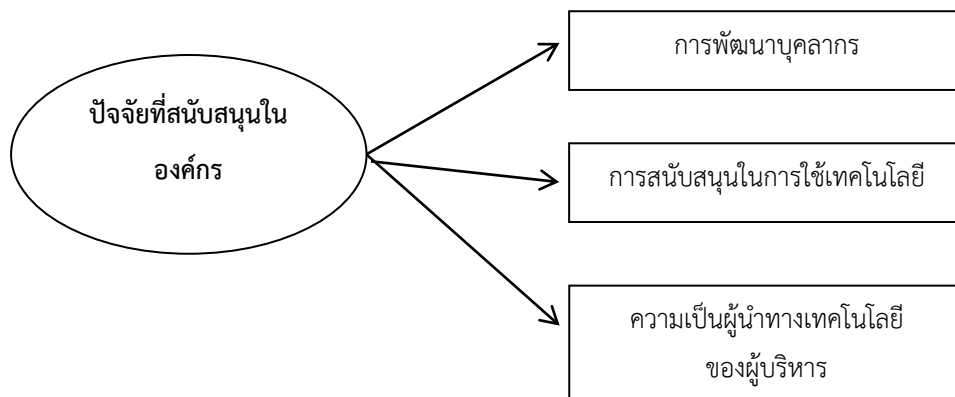 ปัจจัยที่สนับสนุนใน
องค์กร
การพัฒนาบุคลากร
การสนับสนุนในการใช้เทคโนโลยี
ความเป็นผู้นำทางเทคโนโลยี
ของผู้บริหาร